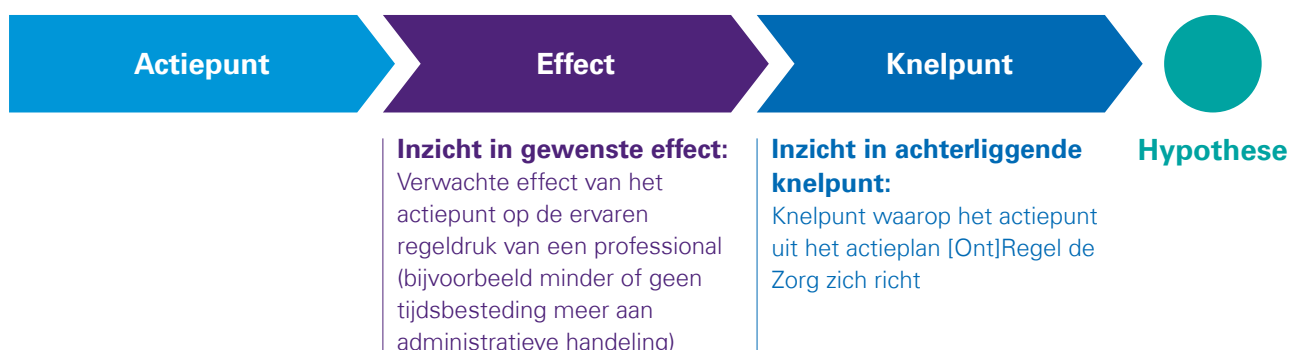 Actiepunt
Effect
Knelpunt
Inzicht in gewenste effect:
Verwachte effect van het
actiepunt op de ervaren
regeldruk van een professional
(bijvoorbeeld minder of geen
tijdsbesteding meer aan
administratieve handeling)
Inzicht in achterliggende
knelpunt:
Knelpunt waarop het actiepunt
uit het actieplan [Ont]Regel de
Zorg zich richt
Hypothese